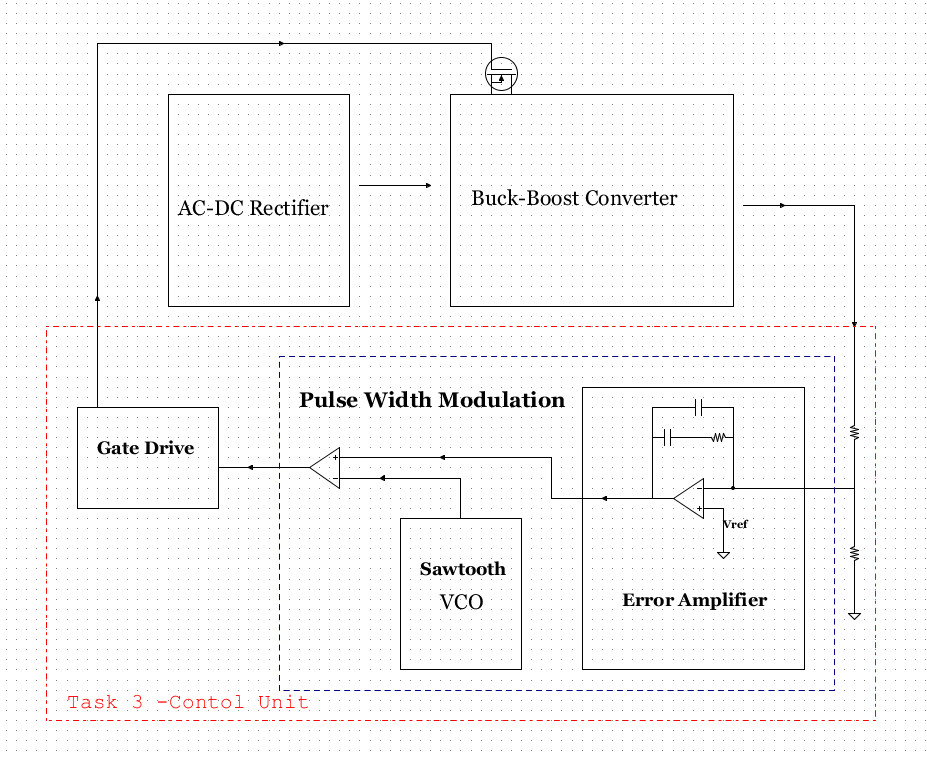 AC-DC Rectifier
Buck-Boost Converter
Pulse Width Modulation
Gate Drive
+
-
-
+
Vref
Sawtooth
VCO
Error Amplifier
Task 3 -Contol Unit